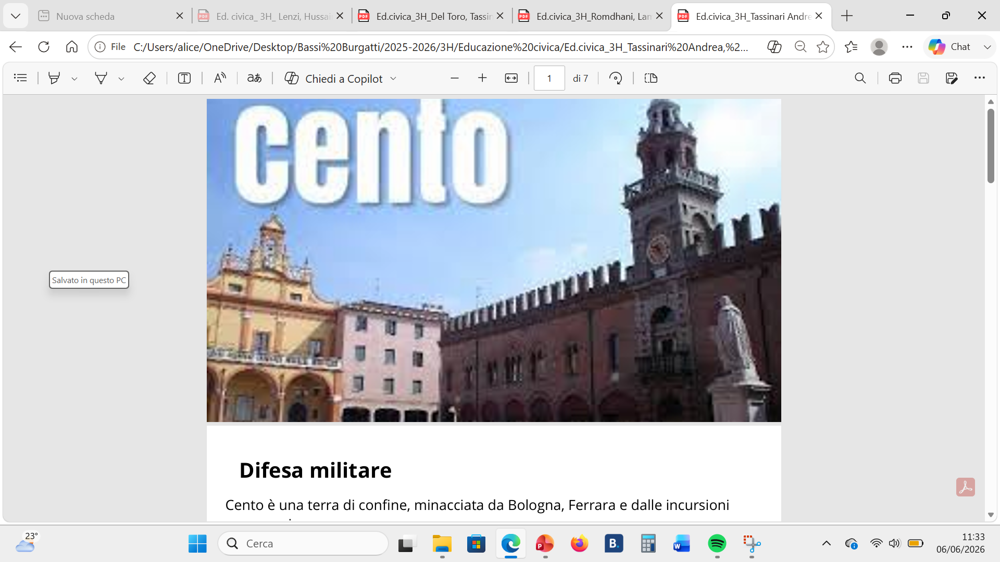 Nuova scheda
Ed. civica_ 3H_ Lenzi, Hussai
Ed.civica_3H_Del Toro, Tassin
Ed.civica_3H_Romdhani, Lam
Ed.civica_3H_Tassinari Andre
File C:/Users/alice/OneDrive/Desktop/Bassi%20Burgatti/2025-2026/3H/Educazione%20civica/Ed.civica_3H_Tassinari%20Andrea,%2...
Chat
Chiedi a Copilot
1 di 7
cento
Salvato in questo PC
Difesa militare
Cento è una terra di confine, minacciata da Bologna, Ferrara e dalle incursioni
23°
Cerca
11:33
06/06/2026